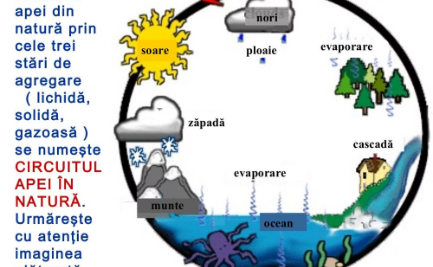 apei din
natură prin
cele trei
stări de
agregare
( lichidă,
solidă,
gazoasă )
se numește
CIRCUITUL
APEI ÎN
NATURĂ.
Urmărește
cu atenție
imaginea
nori
soare
ploaie
evaporare
zăpadă
cascadă
evaporare
munte
ocean